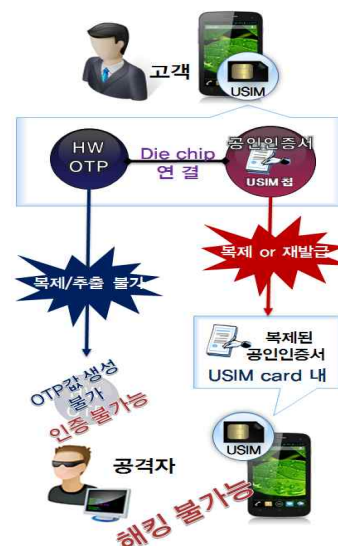 고객
USIM
HW
OTP
Die chip
연 결
공인인증서
USIM 칩
복제/추출 불가
복제 or 재발급
복제된
공인인증서
USIM card 내
OTP값 생성
불가
인증 불가능
공격자
USIM
해킹 불가능